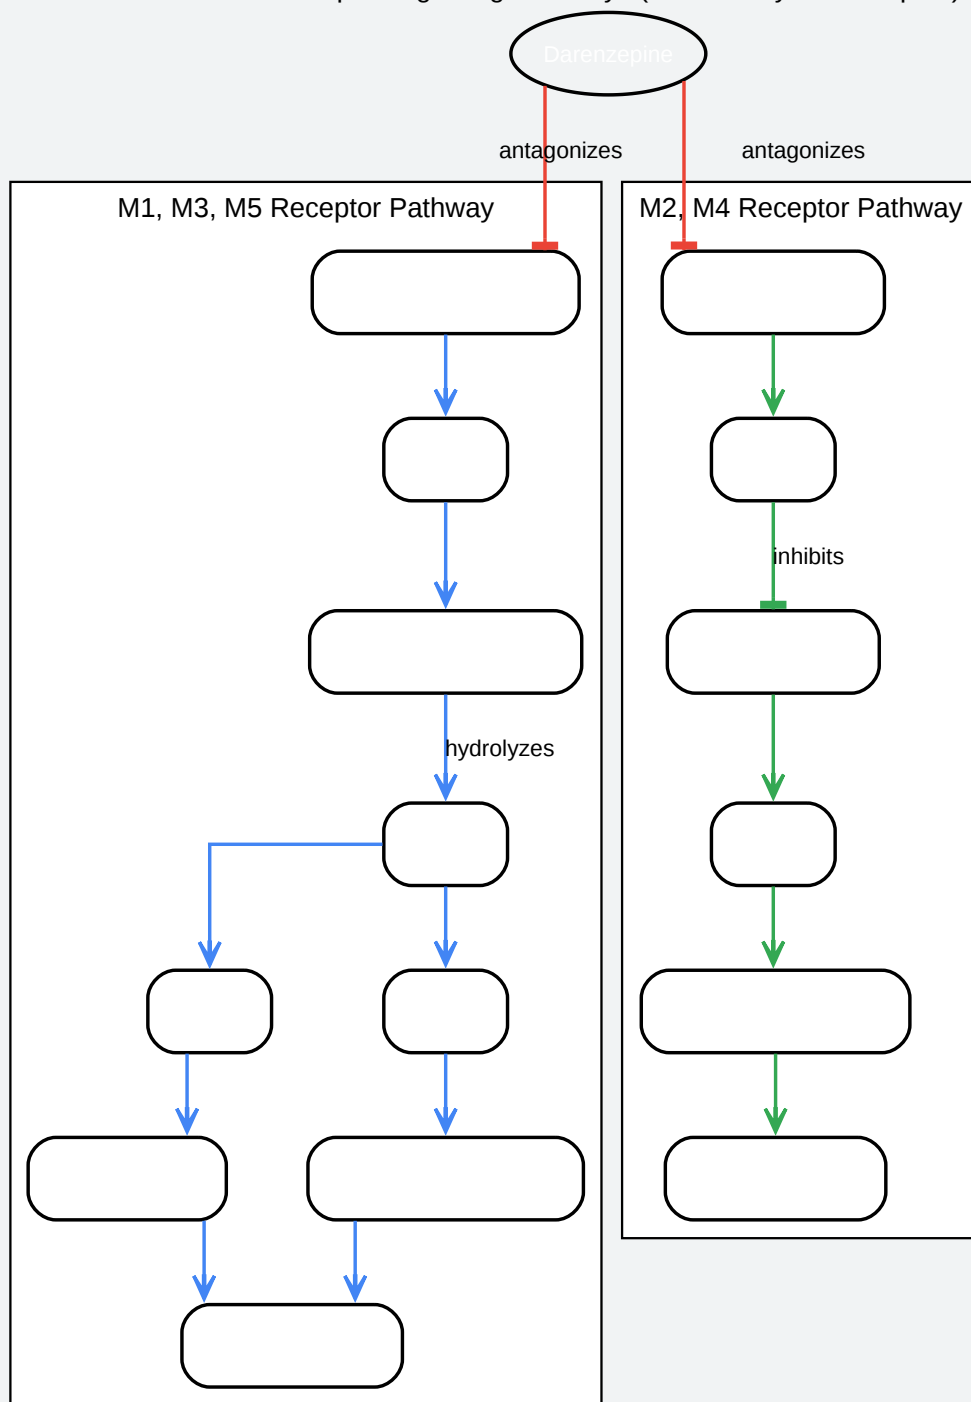 Darenzepine
antagonizes
antagonizes
M1, M3, M5 Receptor Pathway
M2, M4 Receptor Pathway
inhibits
hydrolyzes